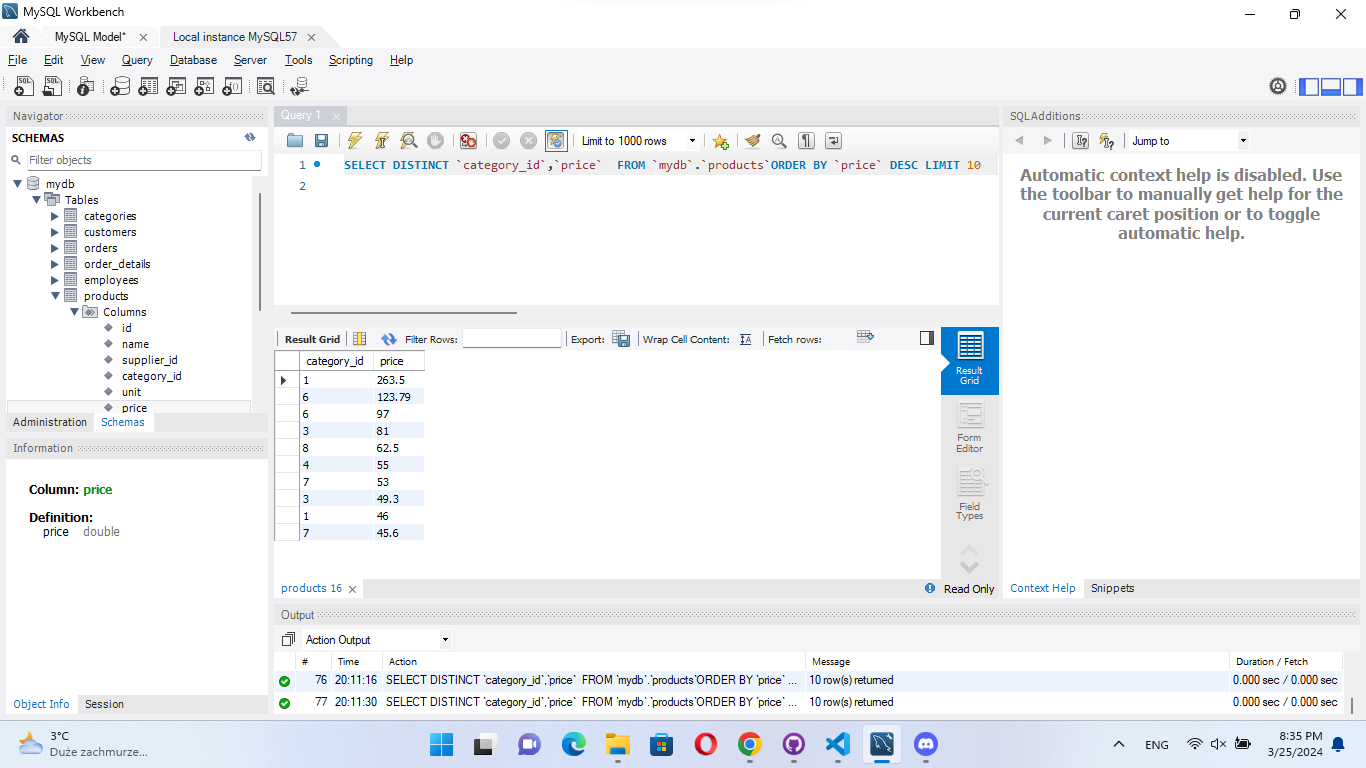 MySQL Workbench
MySQL Model* Local instance MySQL57
File Edit View Query Database Server Tools Scripting Help
Navigator
SCHEMAS
Filter objects
mydb
Tables
categories
customers
orders
order_details
employees
products
Columns
id
name
supplier_id
category_id
unit
price
Administration Schemas
Information
Column: price
Definition:
price double
Object Info Session
Query 1
Limit to 1000 rows
1 SELECT DISTINCT `category_id`,`price`  FROM `mydb`.`products`ORDER BY `price` DESC LIMIT 10
2
Result Grid Filter Rows: Export: Wrap Cell Content: Fetch rows:
category_id price
1 263.5
6 123.79
6 97
3 81
8 62.5
4 55
7 53
3 49.3
1 46
7 45.6
Result
Grid
Form
Editor
Field
Types
products 16 Read Only
SQLAdditions
Jump to
Automatic context help is disabled. Use
the toolbar to manually get help for the
current caret position or to toggle
automatic help.
Context Help Snippets
Output
Action Output
# Time Action Message Duration / Fetch
76 20:11:16 SELECT DISTINCT `category_id`,`price`  FROM `mydb`.`products`ORDER BY `price` ... 10 row(s) returned 0.000 sec / 0.000 sec
77 20:11:30 SELECT DISTINCT `category_id`,`price`  FROM `mydb`.`products`ORDER BY `price` ... 10 row(s) returned 0.000 sec / 0.000 sec
3°C
Duże zachmurze...
ENG
8:35 PM
3/25/2024